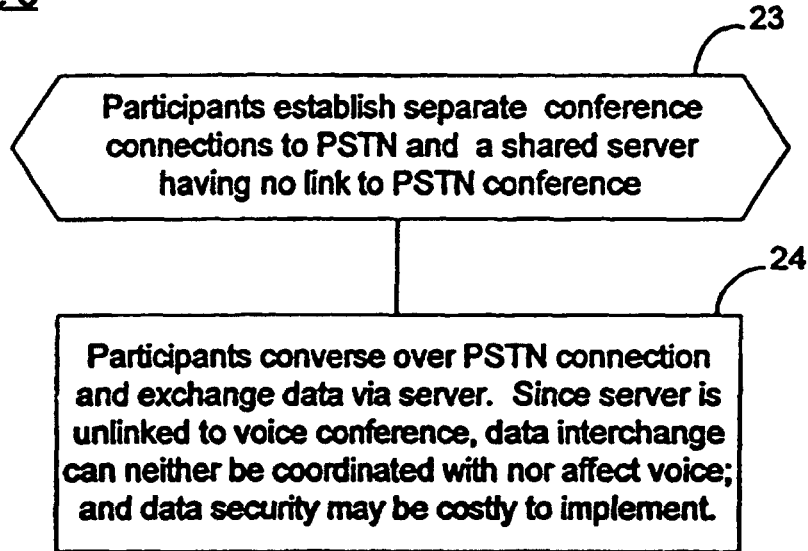 23
Participants establish separate conference
connections to PSTN and a shared server
having no link to PSTN conference
24
Participants converse over PSTN connection
and exchange data via server. Since server is
unlinked to voice conference, data interchange
can neither be coordinated with nor affect voice;
and data security may be costly to implement.